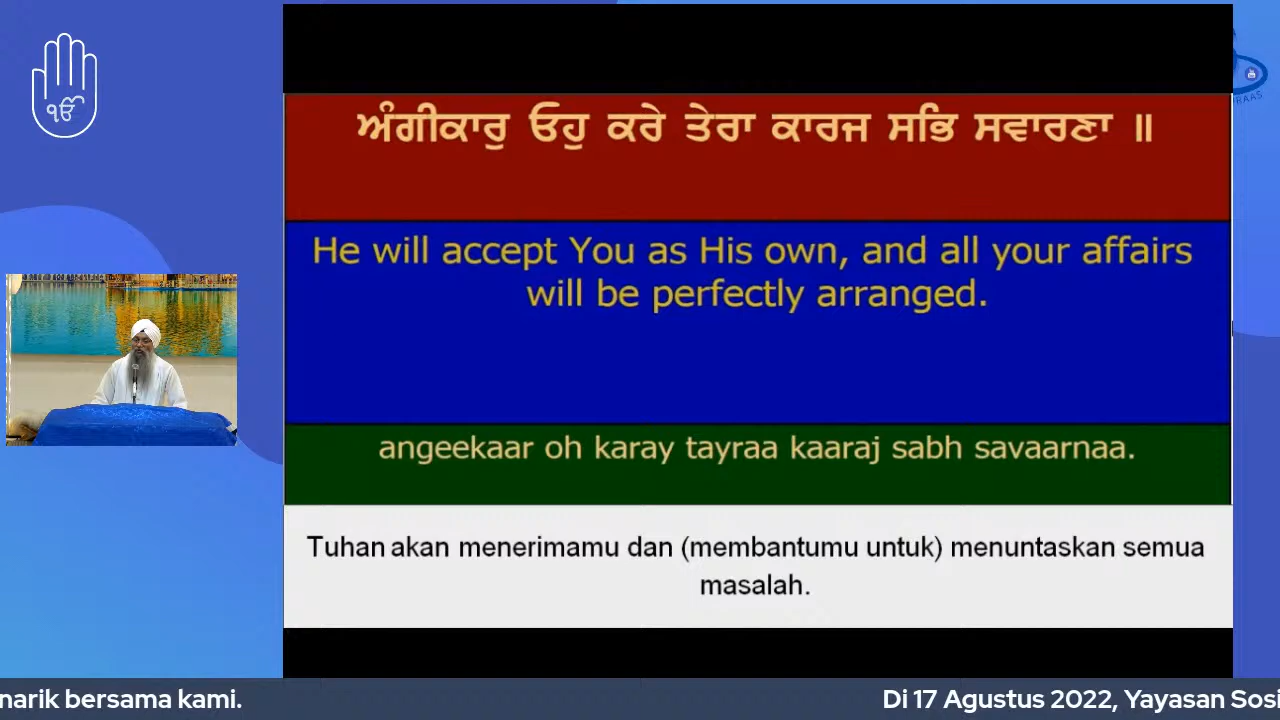 ੴ
ਅੰਗੀਕਾਰੁ ਓਹੁ ਕਰੇ ਤੇਰਾ ਕਾਰਜ ਸਭਿ ਸਵਾਰਣਾ ॥
He will accept You as His own, and all your affairs
will be perfectly arranged.
angeekaar oh karay tayraa kaaraj sabh savaarnaa.
Tuhan akan menerimamu dan (membantumu untuk) menuntaskan semua
masalah.
narik bersama kami. Di 17 Agustus 2022, Yayasan Sosi